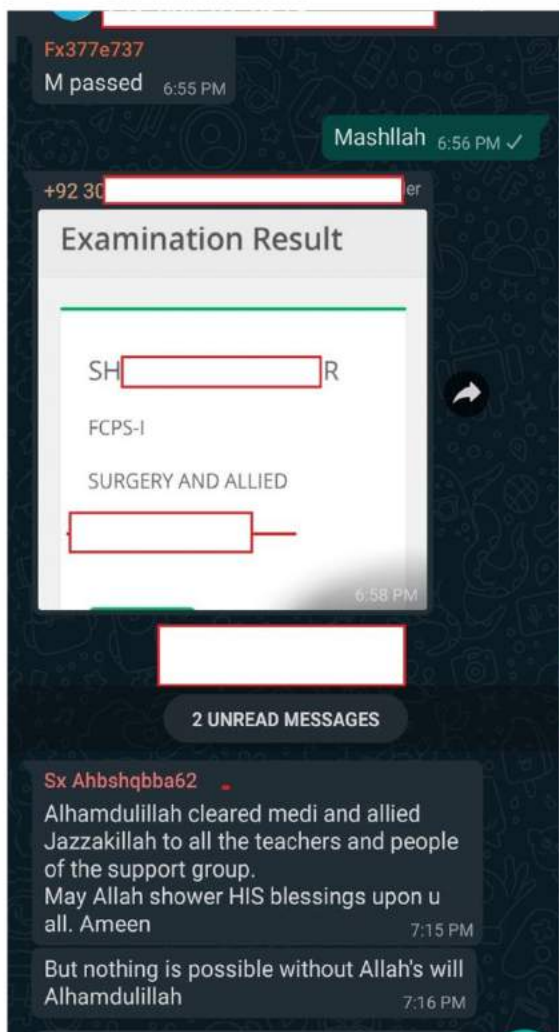 Fx377e737
M passed 6:55 PM
Mashllah 6:56 PM
+92 30 er
Examination Result
SH R
FCPS-I
SURGERY AND ALLIED
6:58 PM
2 UNREAD MESSAGES
Sx Ahbshqbba62
Alhamdulillah cleared medi and allied
Jazzakillah to all the teachers and people
of the support group.
May Allah shower HIS blessings upon u
all. Ameen
7:15 PM
But nothing is possible without Allah's will
Alhamdulillah 7:16 PM